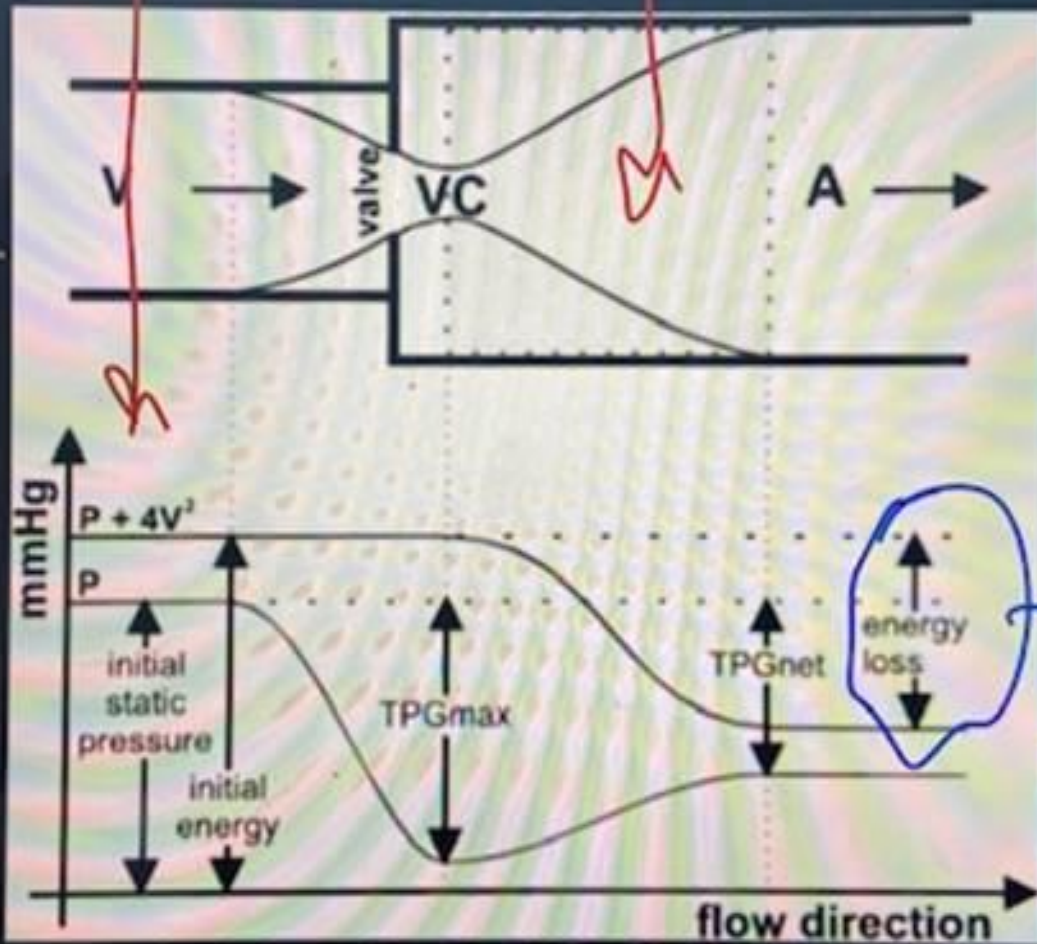 V
valve
VC
A
mmHg
P + 4V²
P
initial
static
pressure
initial
energy
TPGmax
TPGnet
energy
loss
flow direction